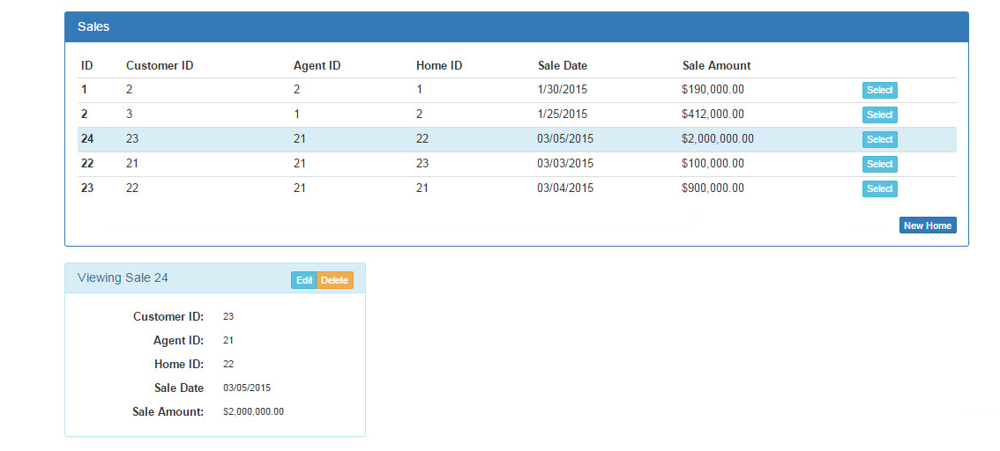 Sales
ID Customer ID Agent ID Home ID Sale Date Sale Amount
1 2 2 1 1/30/2015 $190,000.00 Select
2 3 1 2 1/25/2015 $412,000.00 Select
24 23 21 22 03/05/2015 $2,000,000.00 Select
22 21 21 23 03/03/2015 $100,000.00 Select
23 22 21 21 03/04/2015 $900,000.00 Select
New Home
Viewing Sale 24 Edit Delete
Customer ID: 23
Agent ID: 21
Home ID: 22
Sale Date 03/05/2015
Sale Amount: $2,000,000.00